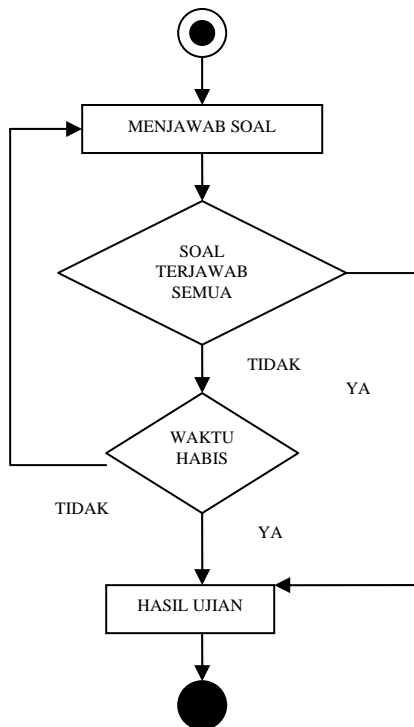 MENJAWAB SOAL
SOAL
TERJAWAB
SEMUA
TIDAK
YA
WAKTU
HABIS
TIDAK
YA
HASIL UJIAN